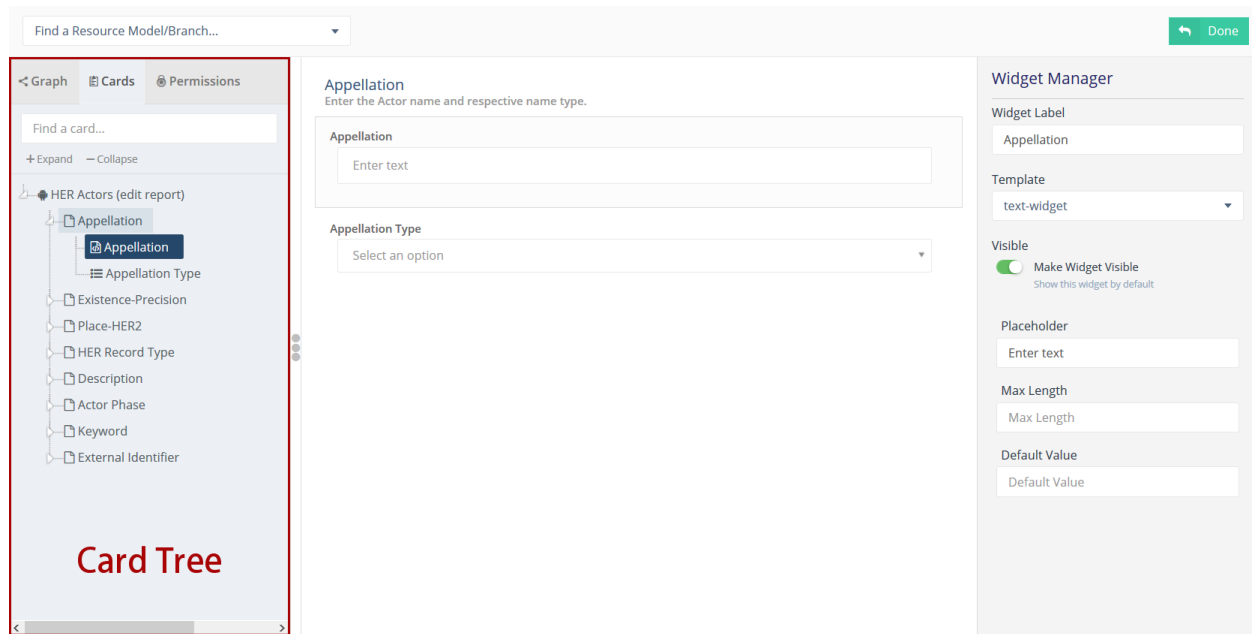 Find a Resource Model/Branch...
Done
Graph
Cards
Permissions
Find a card...
+ Expand
− Collapse
HER Actors (edit report)
Appellation
Appellation
Appellation Type
Existence-Precision
Place-HER2
HER Record Type
Description
Actor Phase
Keyword
External Identifier
Card Tree
Appellation
Enter the Actor name and respective name type.
Appellation
Enter text
Appellation Type
Select an option
Widget Manager
Widget Label
Appellation
Template
text-widget
Visible
Make Widget Visible
Show this widget by default
Placeholder
Enter text
Max Length
Max Length
Default Value
Default Value